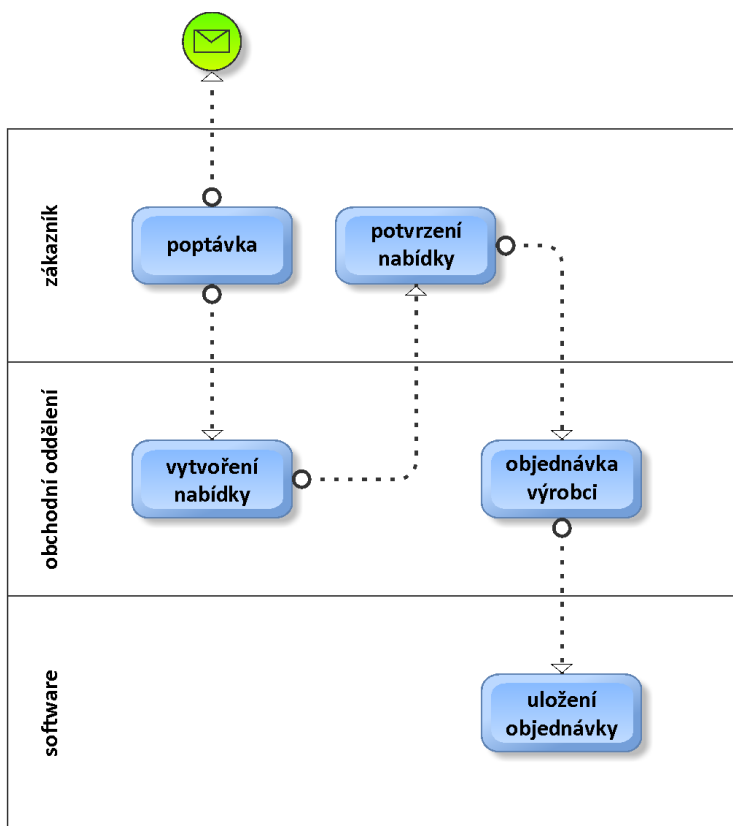 zákazník
poptávka
potvrzení
nabídky
obchodní oddělení
vytvoření
nabídky
objednávka
výrobci
software
uložení
objednávky